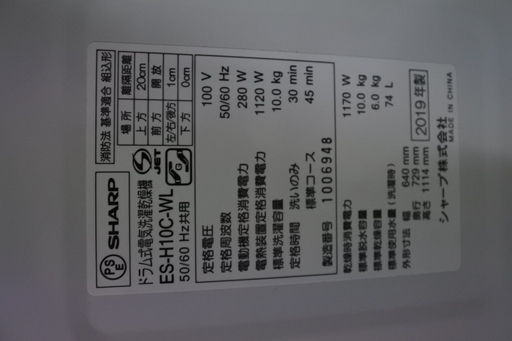 PS E
SHARP
ドラム式電気洗濯乾燥機
ES-H10C-WL
50/60 Hz共用
JET
G
消防法 基準適合 組込形
場所 離隔距離
上方 20cm
前方 開放
左右/後方 1cm
下方 0cm
定格電圧 100 V
定格周波数 50/60 Hz
電動機定格消費電力 280 W
電熱装置定格消費電力 1120 W
標準洗濯容量 10.0 kg
定格時間 洗いのみ 30 min
標準コース 45 min
製造番号 1006948
乾燥時消費電力 1170 W
標準脱水容量 10.0 kg
標準乾燥容量 6.0 kg
標準使用水量(洗濯時) 74 L
外形寸法 幅 640 mm
奥行 729 mm
高さ 1114 mm
シャープ株式会社
2019年製
MADE IN CHINA